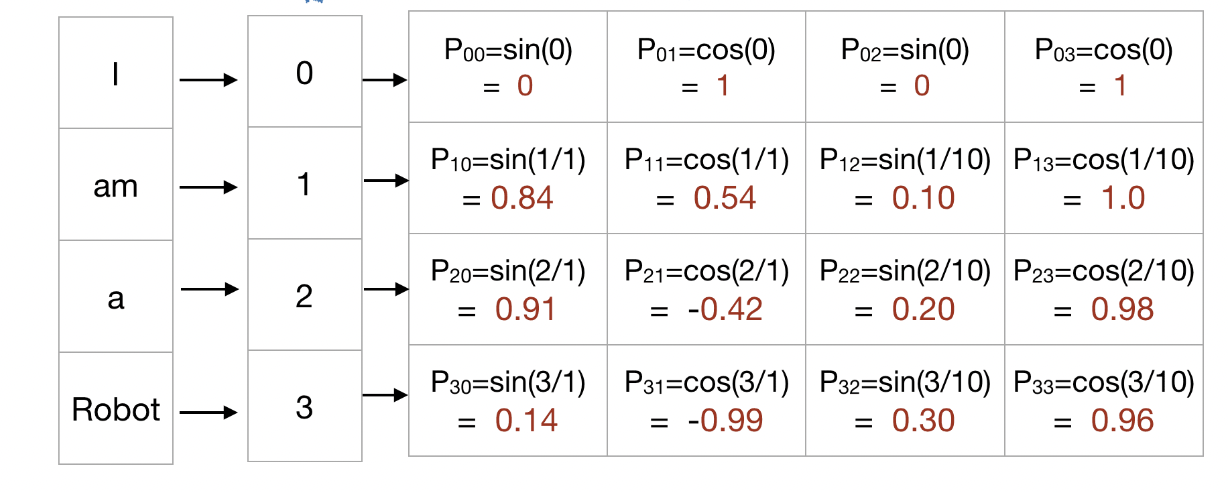 I
0
P₀₀=sin(0)
= 0
P₀₁=cos(0)
= 1
P₀₂=sin(0)
= 0
P₀₃=cos(0)
= 1
am
1
P₁₀=sin(1/1)
= 0.84
P₁₁=cos(1/1)
= 0.54
P₁₂=sin(1/10)
= 0.10
P₁₃=cos(1/10)
= 1.0
a
2
P₂₀=sin(2/1)
= 0.91
P₂₁=cos(2/1)
= -0.42
P₂₂=sin(2/10)
= 0.20
P₂₃=cos(2/10)
= 0.98
Robot
3
P₃₀=sin(3/1)
= 0.14
P₃₁=cos(3/1)
= -0.99
P₃₂=sin(3/10)
= 0.30
P₃₃=cos(3/10)
= 0.96